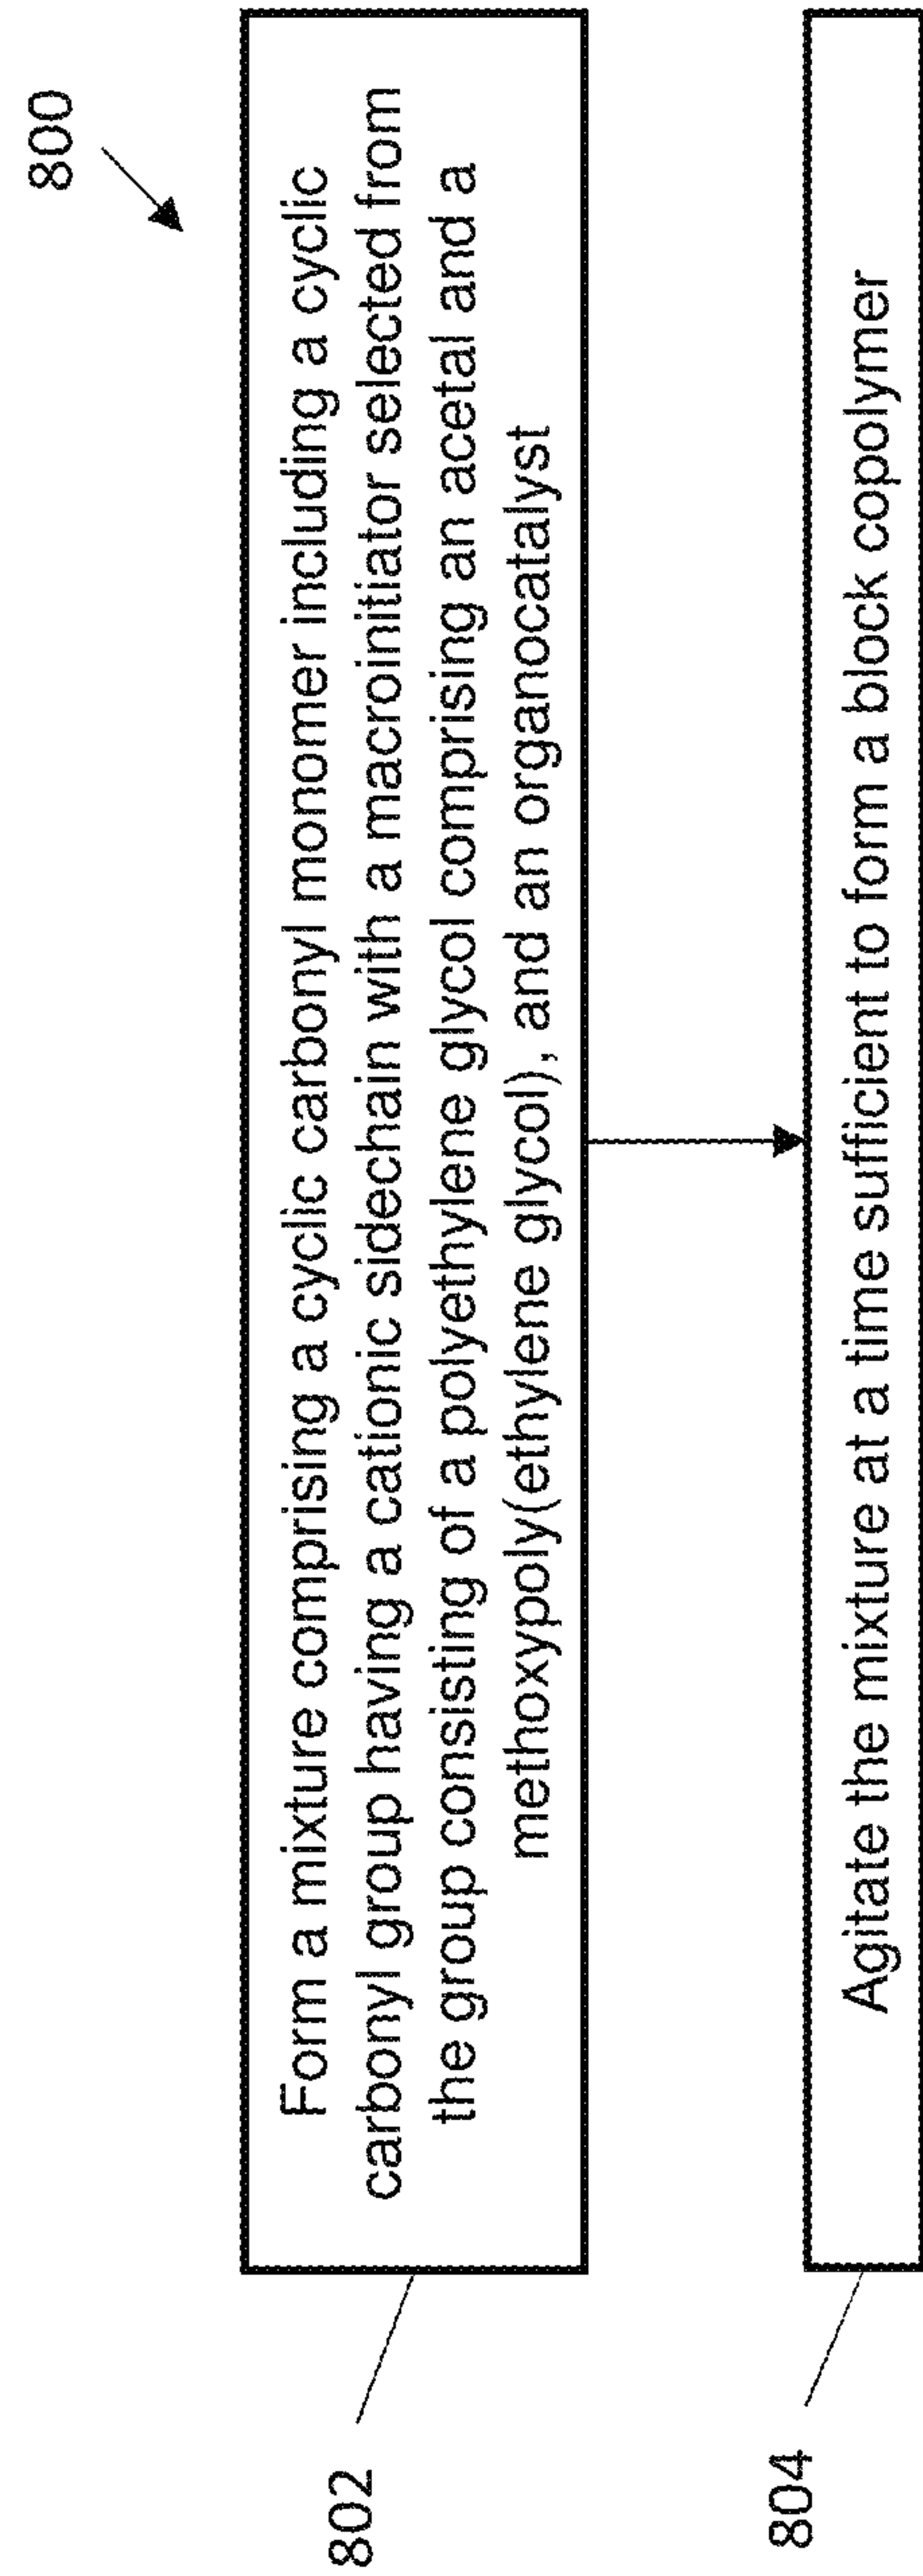 800
Form a mixture comprising a cyclic carbonyl monomer including a cyclic
carbonyl group having a cationic sidechain with a macroinitiator selected from
the group consisting of a polyethylene glycol comprising an acetal and a
methoxypoly(ethylene glycol), and an organocatalyst
802
Agitate the mixture at a time sufficient to form a block copolymer
804